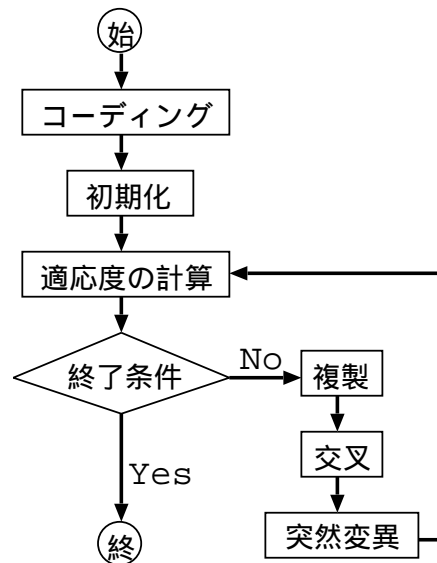 始
コーディング
初期化
適応度の計算
終了条件
No
複製
交叉
突然変異
Yes
終